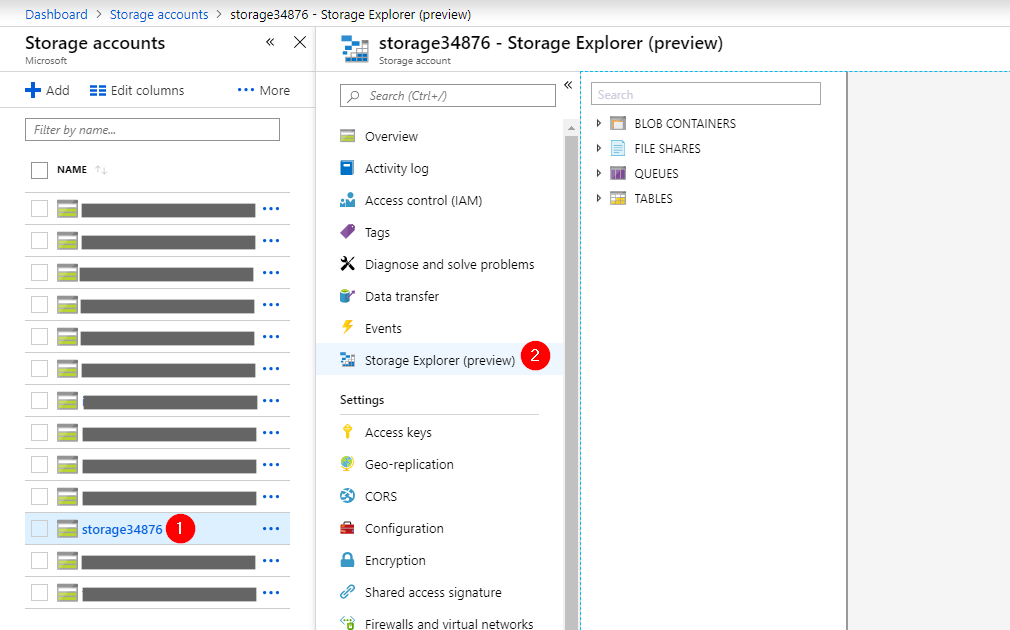 Dashboard > Storage accounts > storage34876 - Storage Explorer (preview)
Storage accounts
Microsoft
Add
Edit columns
More
Filter by name...
NAME
storage34876 1
storage34876 - Storage Explorer (preview)
Storage account
Search (Ctrl+/)
Overview
Activity log
Access control (IAM)
Tags
Diagnose and solve problems
Data transfer
Events
Storage Explorer (preview) 2
Settings
Access keys
Geo-replication
CORS
Configuration
Encryption
Shared access signature
Firewalls and virtual networks
Search
BLOB CONTAINERS
FILE SHARES
QUEUES
TABLES